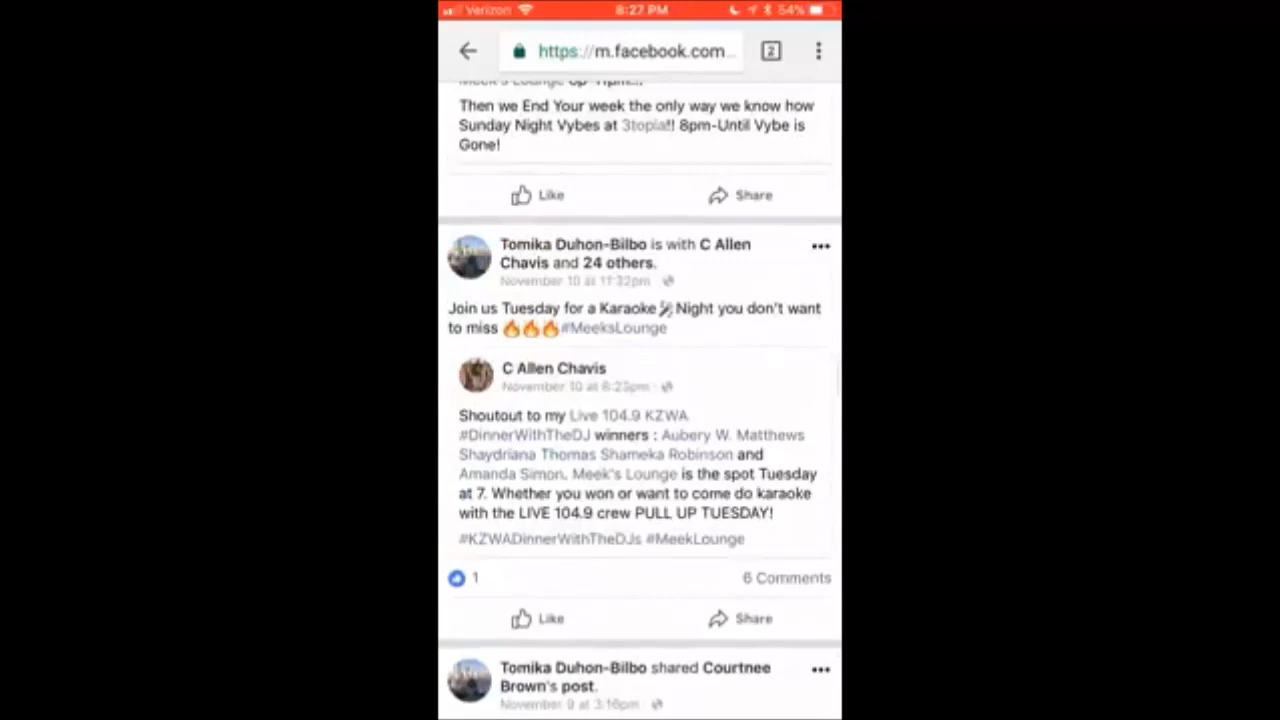 Verizon 8:27 PM 54%
https://m.facebook.com... 2
Meek's Lounge
Then we End Your week the only way we know how
Sunday Night Vybes at 3topia!! 8pm-Until Vybe is
Gone!
Like Share
Tomika Duhon-Bilbo is with C Allen
Chavis and 24 others.
November 10 at 11:32pm ·
Join us Tuesday for a Karaoke🎤Night you don't want
to miss 🔥🔥🔥#MeeksLounge
C Allen Chavis
November 10 at 6:23pm ·
Shoutout to my Live 104.9 KZWA
#DinnerWithTheDJ winners : Aubery W. Matthews
Shaydriana Thomas Shameka Robinson and
Amanda Simon. Meek's Lounge is the spot Tuesday
at 7. Whether you won or want to come do karaoke
with the LIVE 104.9 crew PULL UP TUESDAY!
#KZWADinnerWithTheDJs #MeekLounge
1 6 Comments
Like Share
Tomika Duhon-Bilbo shared Courtnee
Brown's post.
November 9 at 3:16pm ·